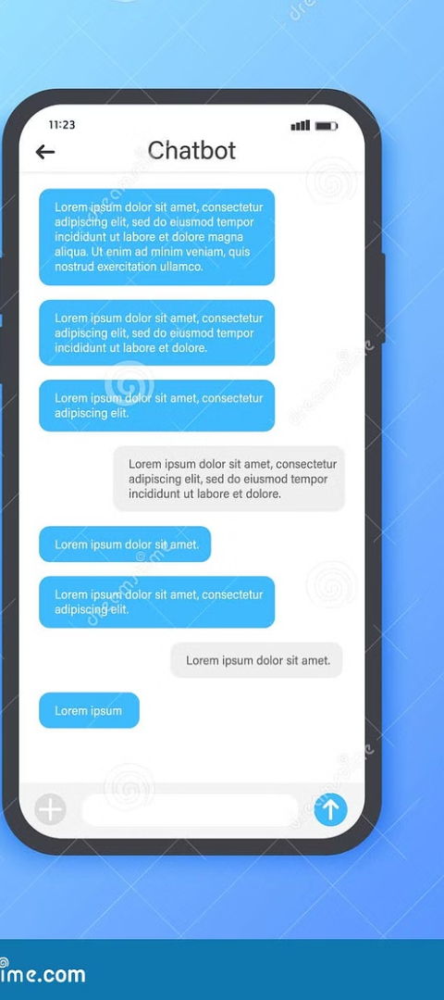 11:23
Chatbot
Lorem ipsum dolor sit amet, consectetur
adipiscing elit, sed do eiusmod tempor
incididunt ut labore et dolore magna
aliqua. Ut enim ad minim veniam, quis
nostrud exercitation ullamco.
Lorem ipsum dolor sit amet, consectetur
adipiscing elit, sed do eiusmod tempor
incididunt ut labore et dolore.
Lorem ipsum dolor sit amet, consectetur
adipiscing elit.
Lorem ipsum dolor sit amet, consectetur
adipiscing elit, sed do eiusmod tempor
incididunt ut labore et dolore.
Lorem ipsum dolor sit amet.
Lorem ipsum dolor sit amet, consectetur
adipiscing elit.
Lorem ipsum dolor sit amet.
Lorem ipsum
ime.com